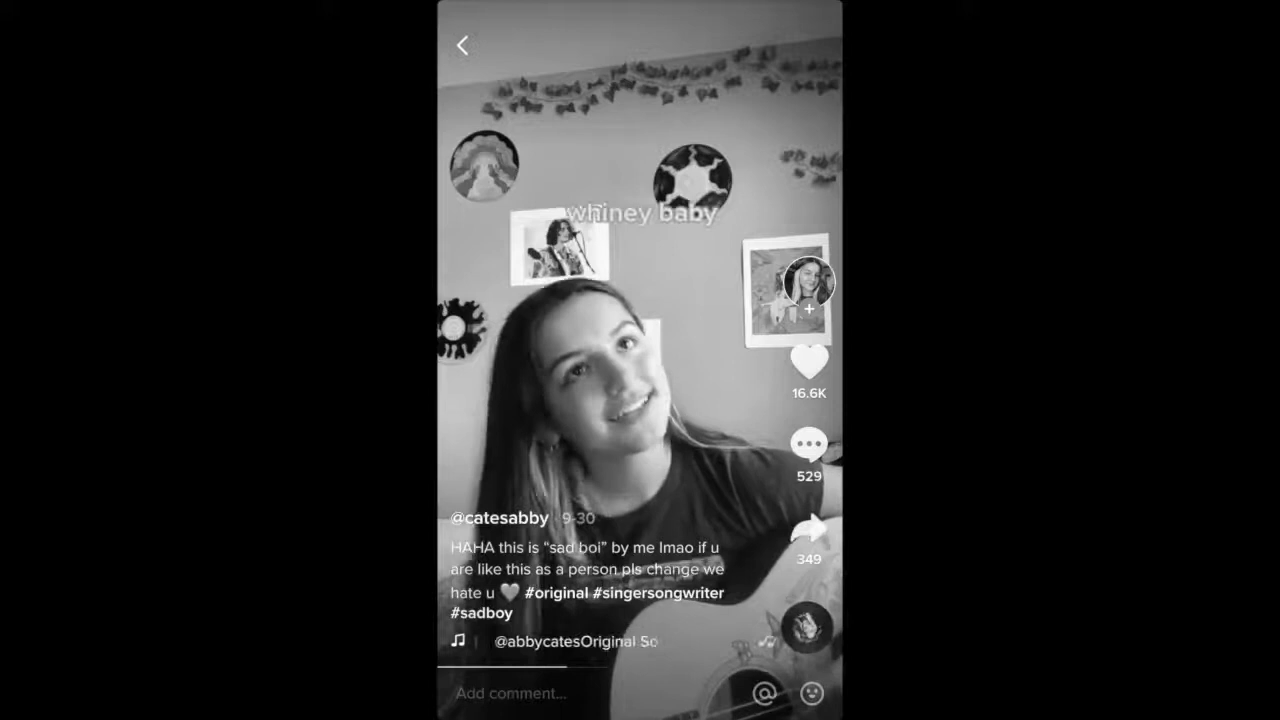 whiney baby
16.6K
529
349
@catesabby · 9-30
HAHA this is “sad boi” by me lmao if u
are like this as a person pls change we
hate u 🤍 #original #singersongwriter
#sadboy
@abbycatesOriginal So
Add comment...